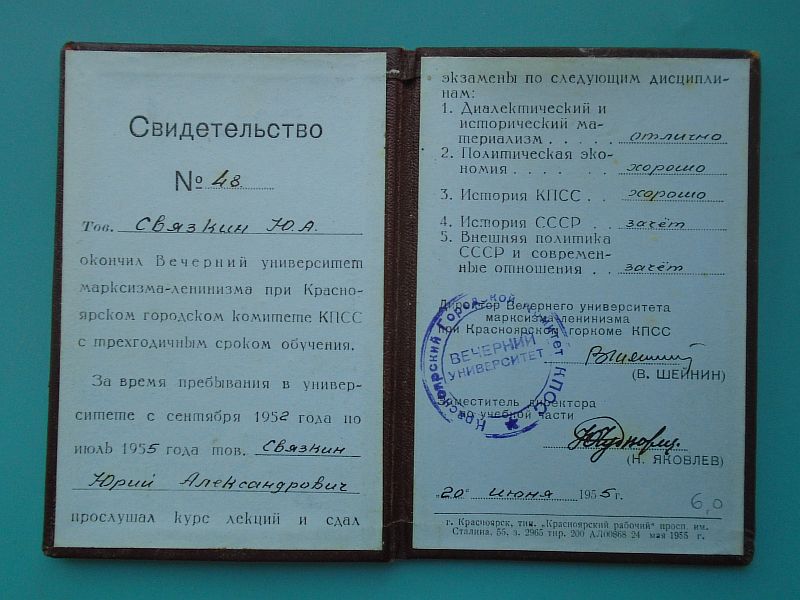 Свидетельство
№ 48
Тов. Связкин Ю.А.
окончил Вечерний университет
марксизма-ленинизма при Красно-
ярском городском комитете КПСС
с трехгодичным сроком обучения.
За время пребывания в универ-
ситете с сентября 1952 года по
июль 1955 года тов. Связкин
Юрий Александрович
прослушал курс лекций и сдал
экзамены по следующим дисципли-
нам:
1. Диалектический и
исторический ма-
териализм . . . . . отлично
2. Политическая эко-
номия . . . . . хорошо
3. История КПСС . . хорошо
4. История СССР . зачёт
5. Внешняя политика
СССР и современ-
ные отношения . . зачёт
Директор Вечернего университета
марксизма-ленинизма
при Красноярском горкоме КПСС
(В. ШЕЙНИН)
Заместитель директора
по учебной части
(Н. ЯКОВЛЕВ)
„20“ июня 1955 г.
6,0
г. Красноярск, тип. „Красноярский рабочий“ просп. им.
Сталина, 55, з. 2965 тир. 200 АЛ00868 24 мая 1955 г.
Красноярский Городской комитет КПСС
ВЕЧЕРНИЙ
УНИВЕРСИТЕТ